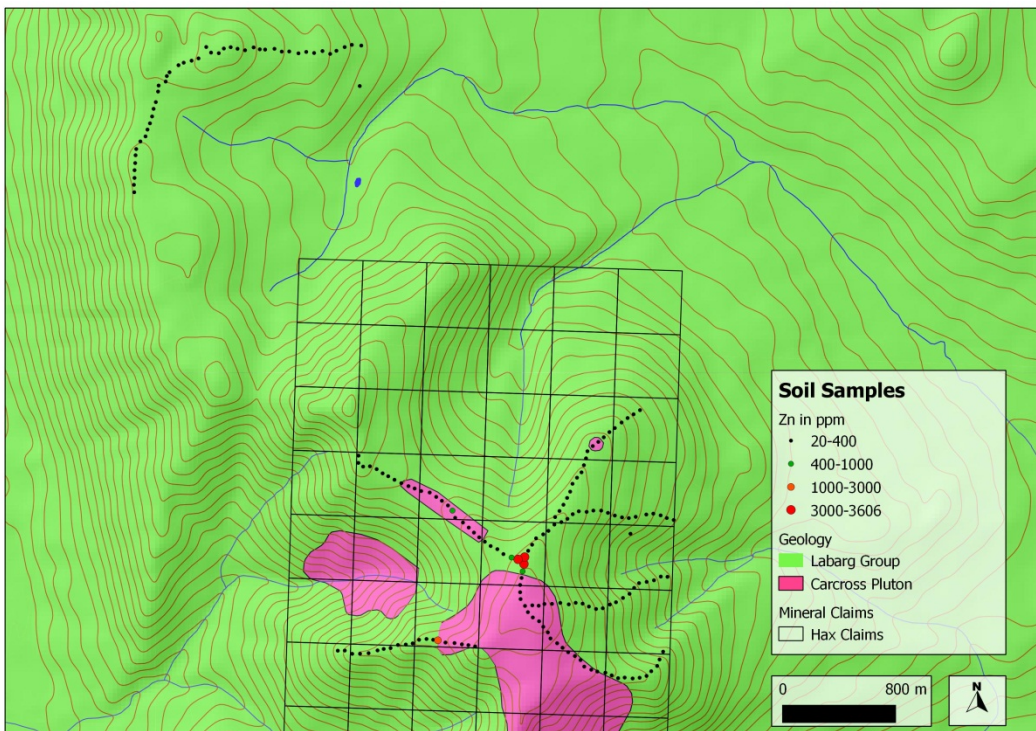 Soil Samples
Zn in ppm
20-400
400-1000
1000-3000
3000-3606
Geology
Labarg Group
Carcross Pluton
Mineral Claims
Hax Claims
0 800 m
N